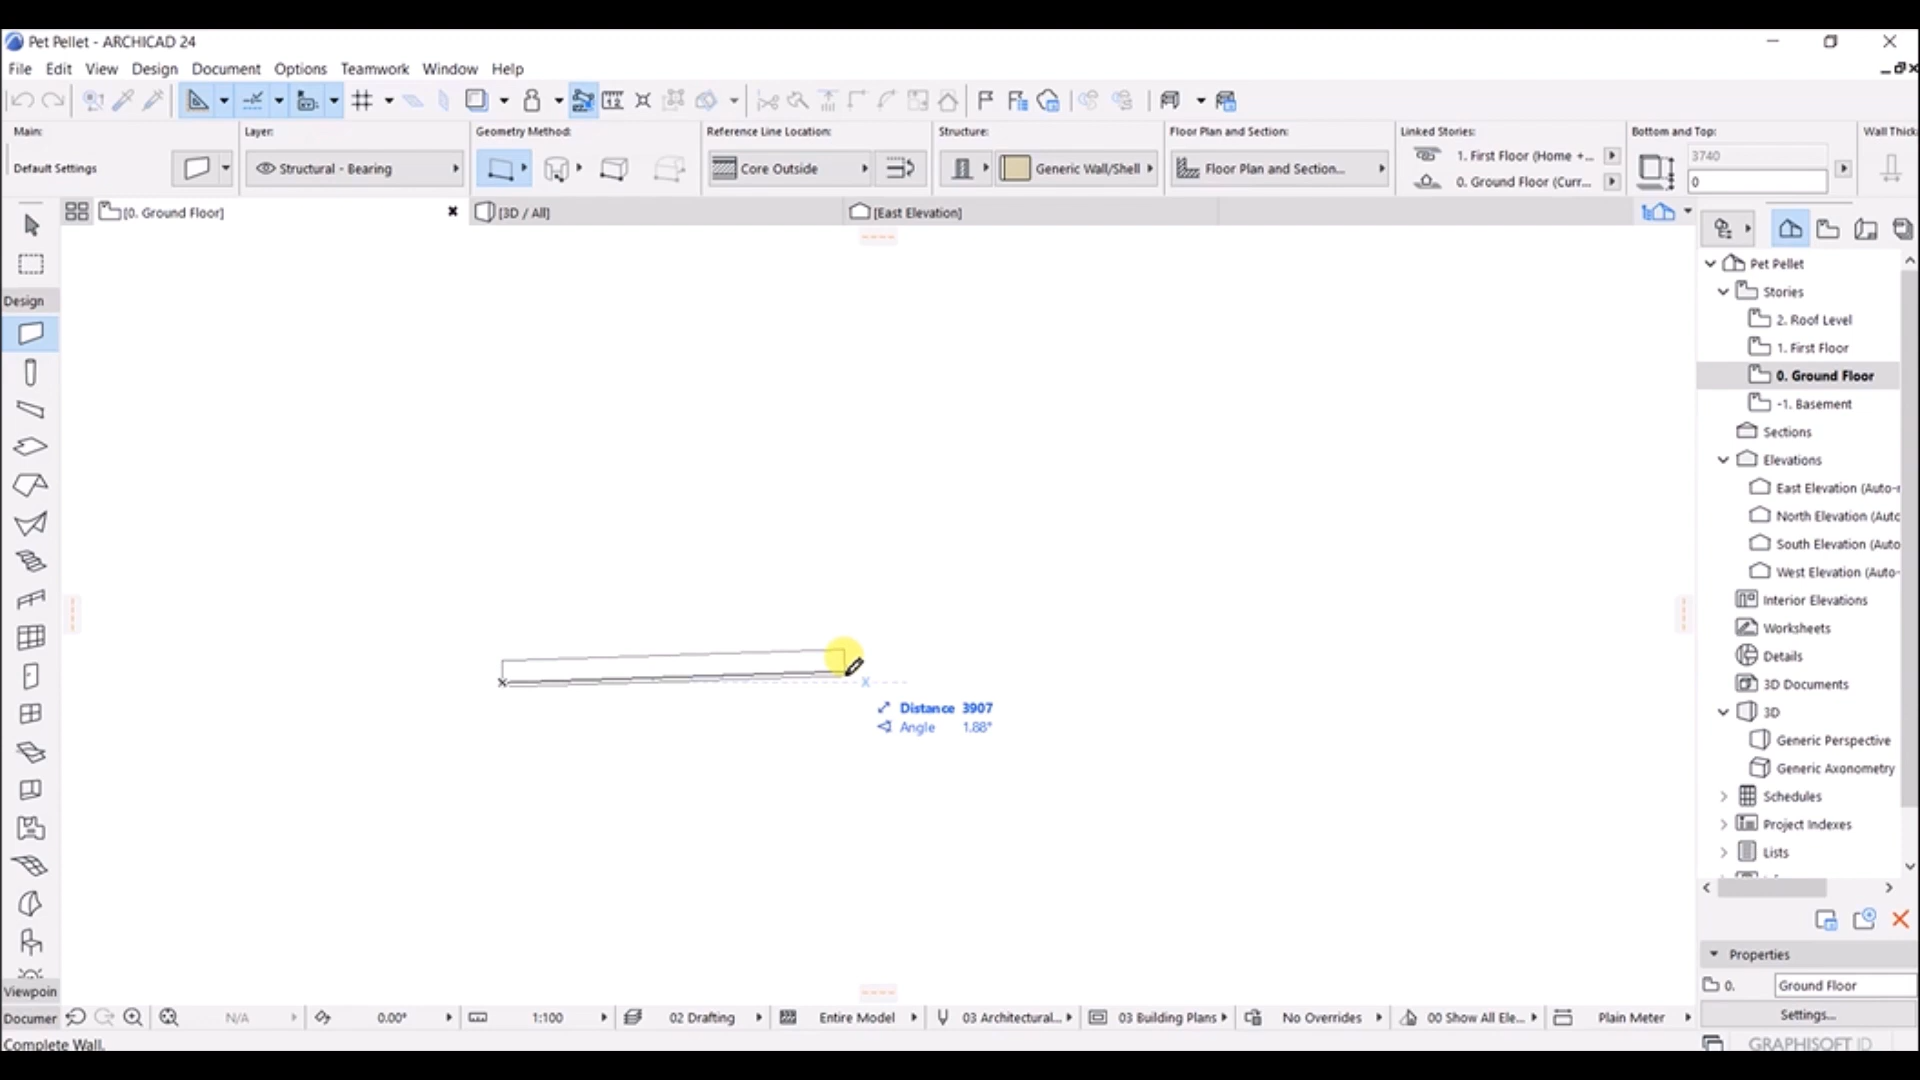 Pet Pellet - ARCHICAD 24
File Edit View Design Document Options Teamwork Window Help
Main: Layer: Geometry Method: Reference Line Location: Structure: Floor Plan and Section: Linked Stories: Bottom and Top: Wall Thick
Default Settings Structural - Bearing Core Outside Generic Wall/Shell Floor Plan and Section... 1. First Floor (Home +... 3740
0. Ground Floor (Curr... 0
[0. Ground Floor] [3D / All] [East Elevation]
Design
Pet Pellet
Stories
2. Roof Level
1. First Floor
0. Ground Floor
-1. Basement
Sections
Elevations
East Elevation (Auto-r
North Elevation (Autc
South Elevation (Auto
West Elevation (Auto-
Interior Elevations
Worksheets
Details
3D Documents
3D
Generic Perspective
Generic Axonometry
Schedules
Project Indexes
Lists
Distance 3907
Angle 1.88°
Properties
0. Ground Floor
Settings...
Viewpoin
Documer N/A 0.00° 1:100 02 Drafting Entire Model 03 Architectural... 03 Building Plans No Overrides 00 Show All Ele... Plain Meter
Complete Wall.
GRAPHISOFT ID